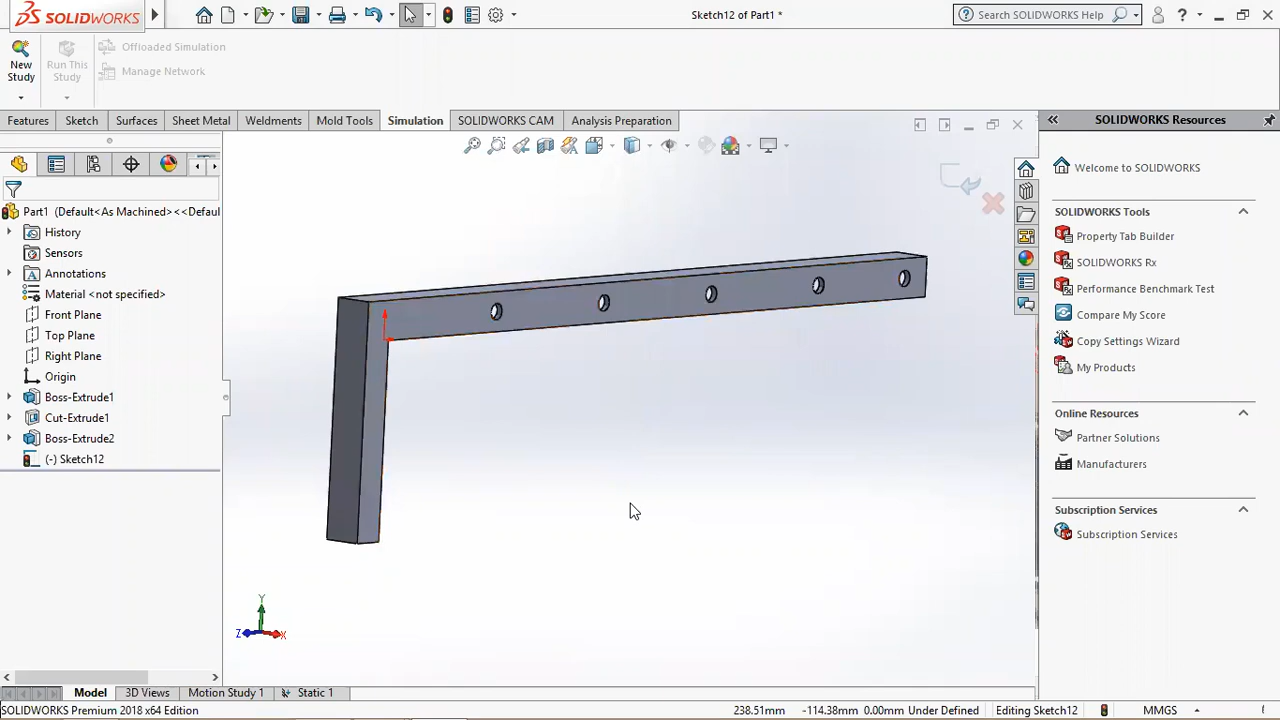 SOLIDWORKS
Sketch12 of Part1 *
Search SOLIDWORKS Help
?
New Study
Run This Study
Offloaded Simulation
Manage Network
Features
Sketch
Surfaces
Sheet Metal
Weldments
Mold Tools
Simulation
SOLIDWORKS CAM
Analysis Preparation
Part1 (Default<As Machined><<Defaul
History
Sensors
Annotations
Material <not specified>
Front Plane
Top Plane
Right Plane
Origin
Boss-Extrude1
Cut-Extrude1
Boss-Extrude2
(-) Sketch12
Y
Z
X
SOLIDWORKS Resources
Welcome to SOLIDWORKS
SOLIDWORKS Tools
Property Tab Builder
SOLIDWORKS Rx
Performance Benchmark Test
Compare My Score
Copy Settings Wizard
My Products
Online Resources
Partner Solutions
Manufacturers
Subscription Services
Subscription Services
Model
3D Views
Motion Study 1
Static 1
SOLIDWORKS Premium 2018 x64 Edition
238.51mm
-114.38mm
0.00mm
Under Defined
Editing Sketch12
MMGS